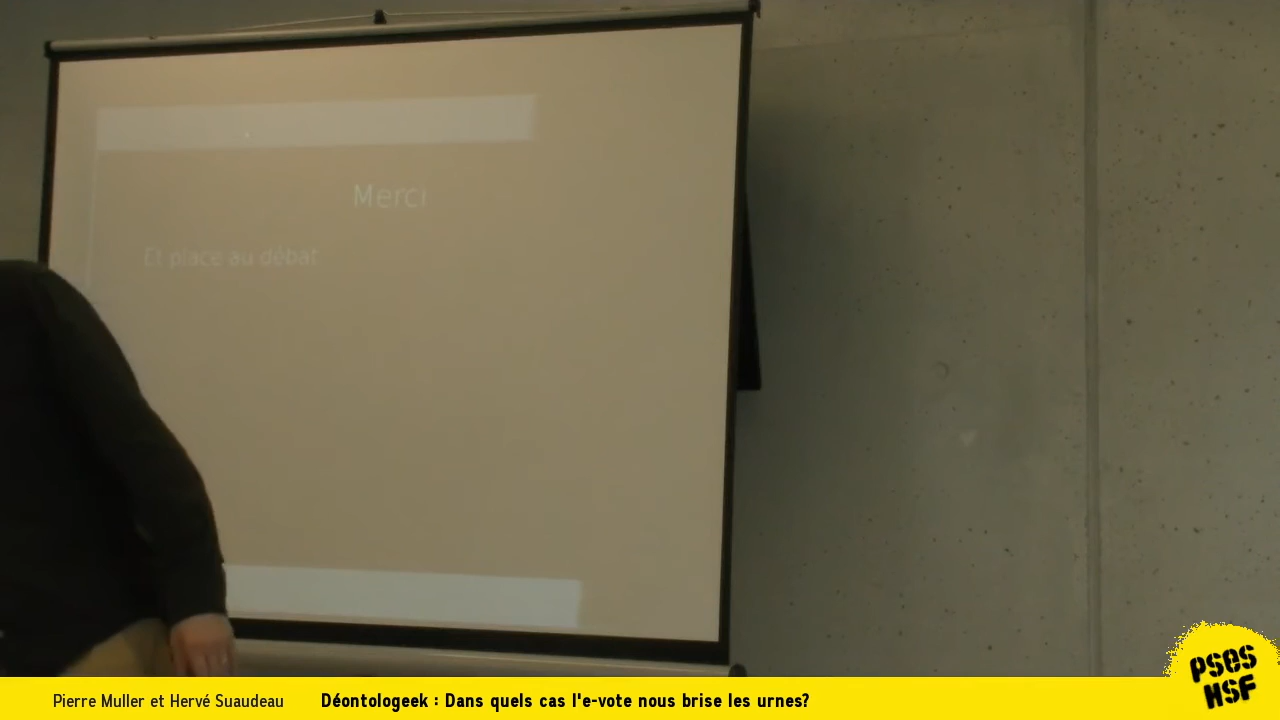 Merci
Et place au débat
PSES
HSF
Pierre Muller et Hervé Suaudeau
Déontologeek : Dans quels cas l'e-vote nous brise les urnes?